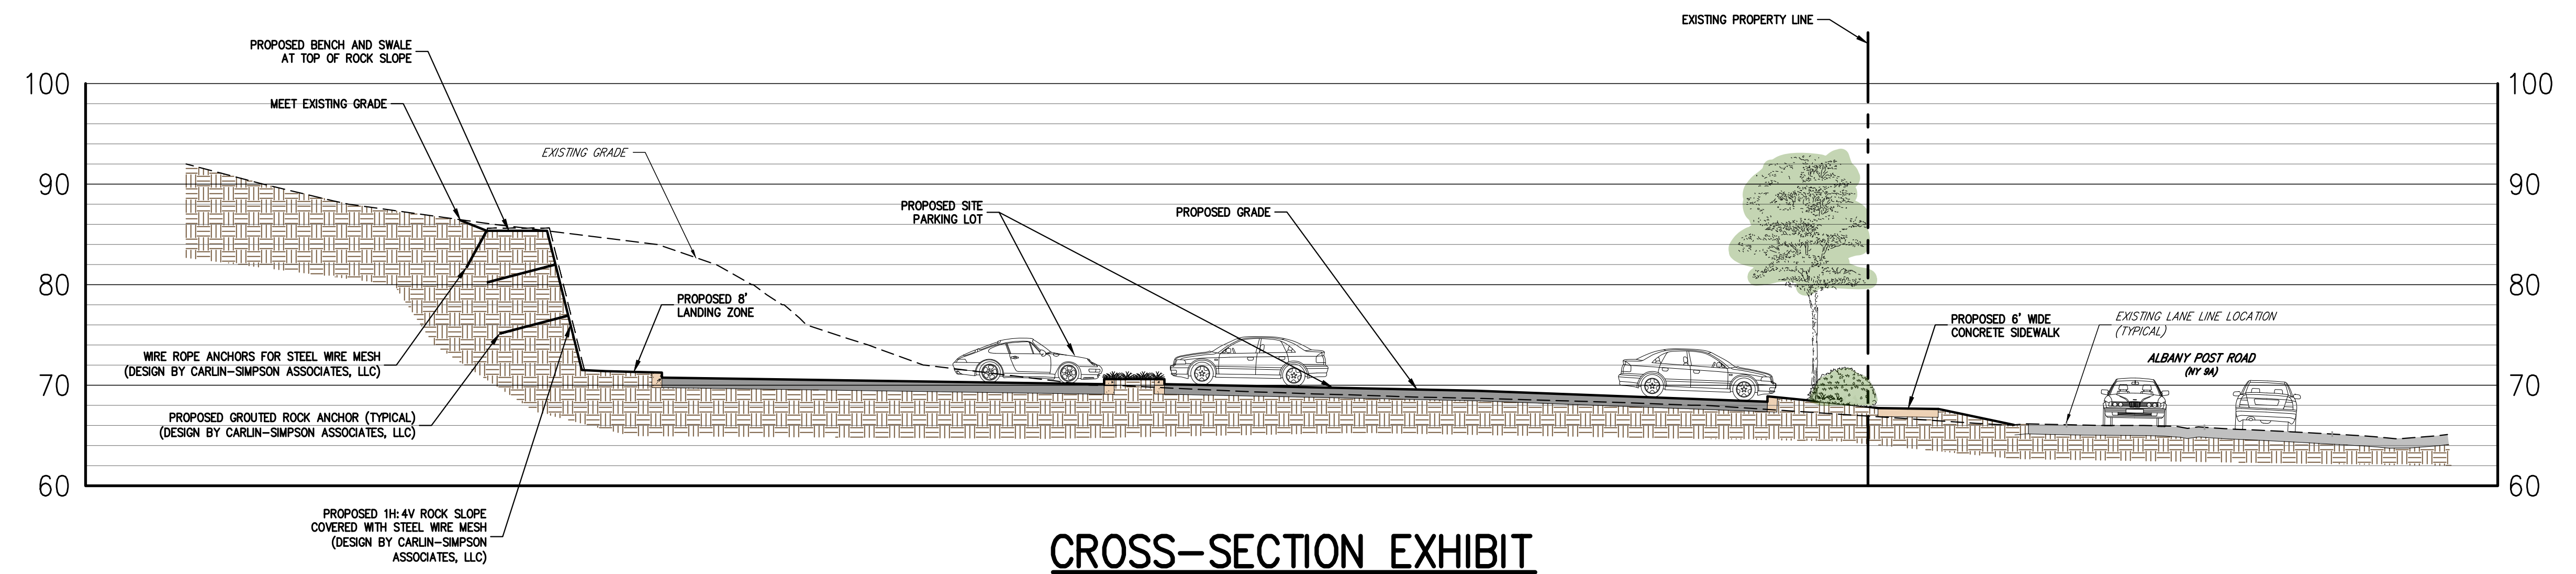 EXISTING PROPERTY LINE
PROPOSED BENCH AND SWALE
AT TOP OF ROCK SLOPE
100
100
MEET EXISTING GRADE
EXISTING GRADE
90
90
PROPOSED SITE
PARKING LOT
PROPOSED GRADE
80
80
PROPOSED 8'
LANDING ZONE
PROPOSED 6' WIDE
CONCRETE SIDEWALK
EXISTING LANE LINE LOCATION
(TYPICAL)
ALBANY POST ROAD
(NY 9A)
WIRE ROPE ANCHORS FOR STEEL WIRE MESH
(DESIGN BY CARLIN-SIMPSON ASSOCIATES, LLC)
70
70
PROPOSED GROUTED ROCK ANCHOR (TYPICAL)
(DESIGN BY CARLIN-SIMPSON ASSOCIATES, LLC)
60
60
PROPOSED 1H:4V ROCK SLOPE
COVERED WITH STEEL WIRE MESH
(DESIGN BY CARLIN-SIMPSON
ASSOCIATES, LLC)
CROSS-SECTION EXHIBIT